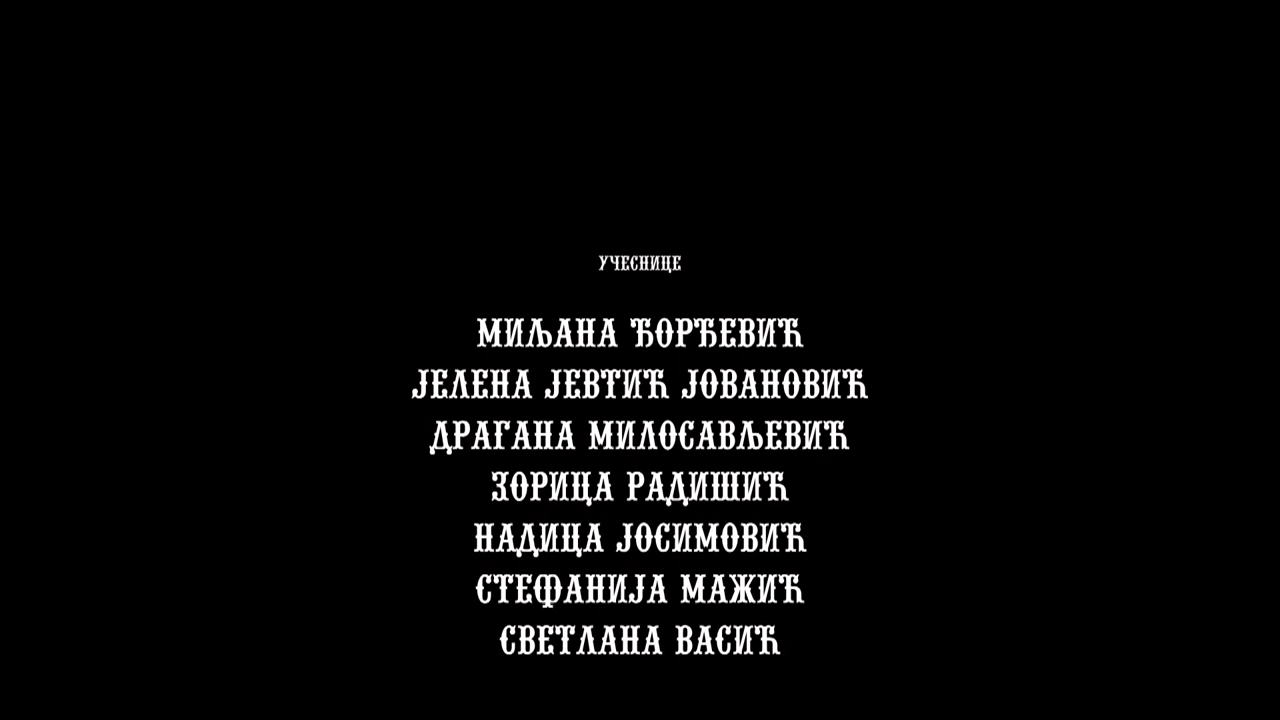 УЧЕСНИЦЕ
МИЉАНА ЂОРЂЕВИЋ
ЈЕЛЕНА ЈЕВТИЋ ЈОВАНОВИЋ
ДРАГАНА МИЛОСАВЉЕВИЋ
ЗОРИЦА РАДИШИЋ
НАДИЦА ЈОСИМОВИЋ
СТЕФАНИЈА МАЖИЋ
СВЕТЛАНА ВАСИЋ